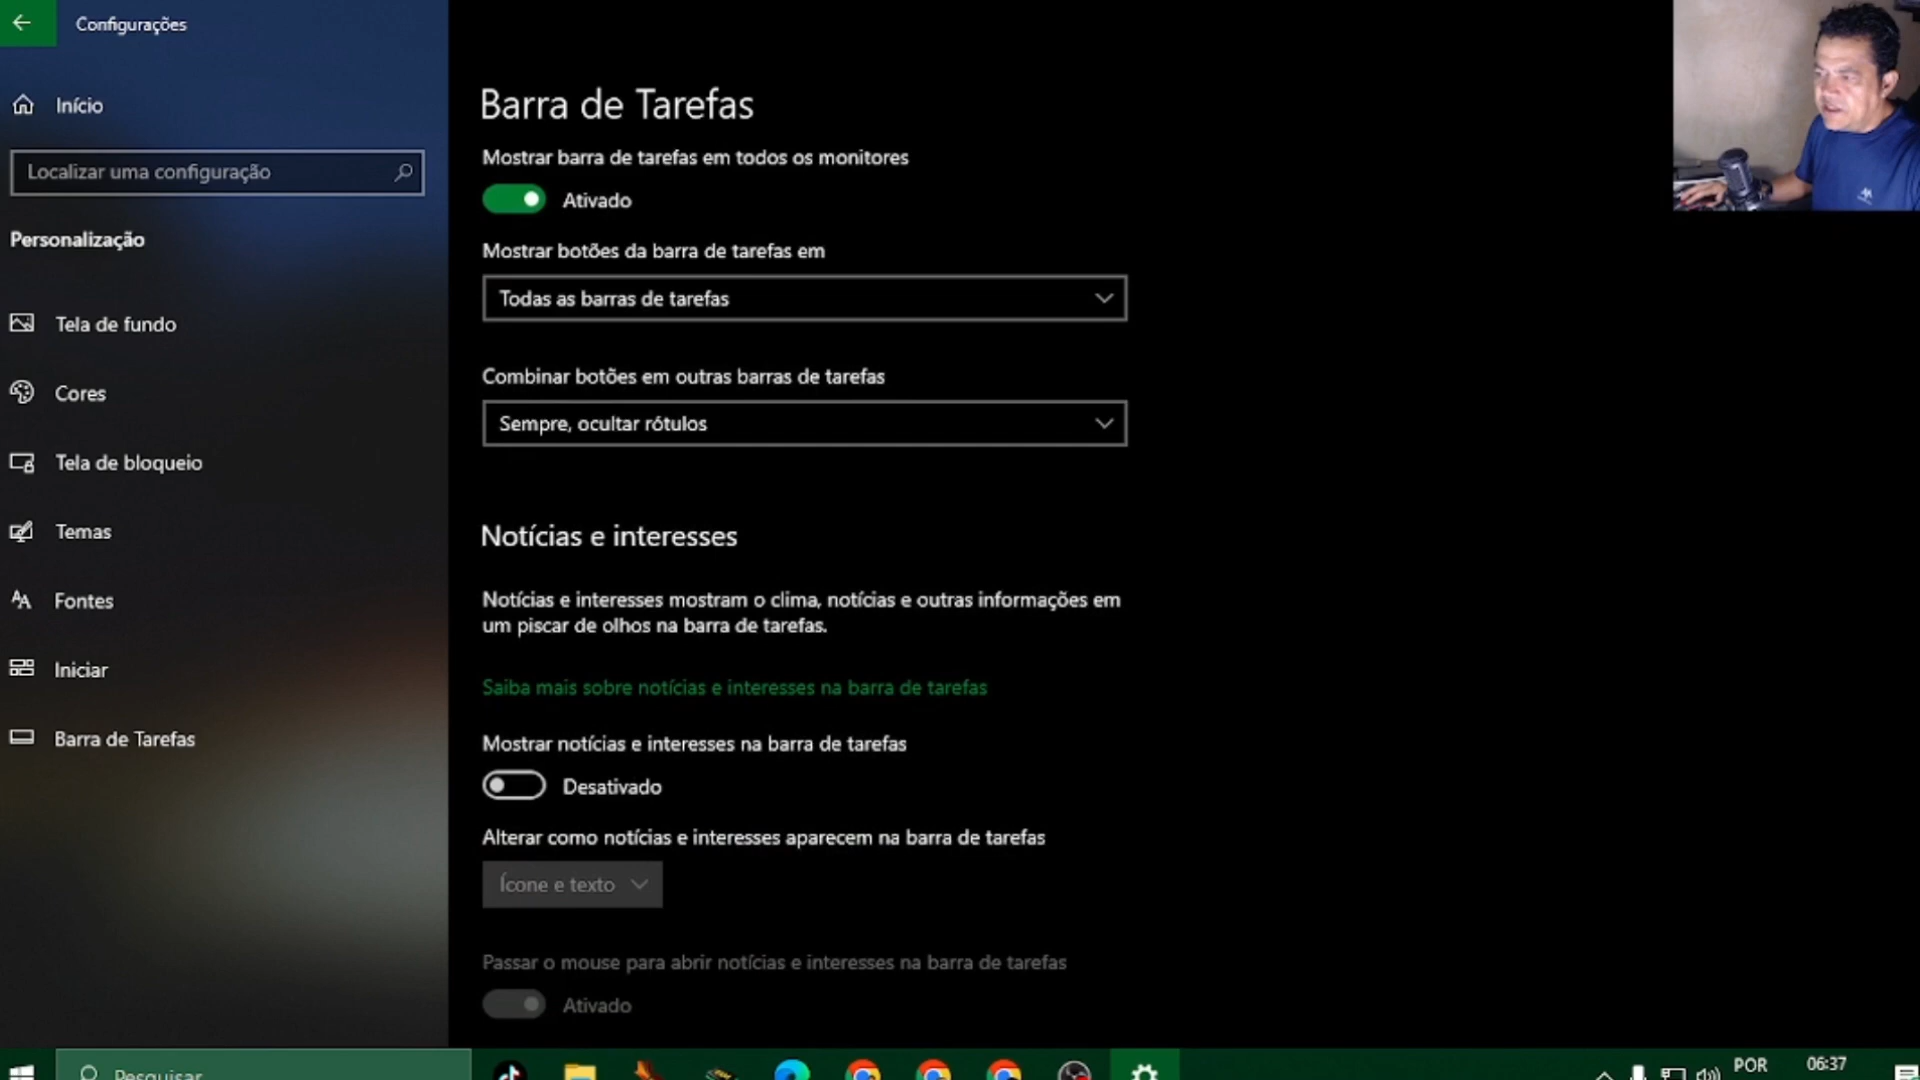 Configurações
Início
Localizar uma configuração
Personalização
Tela de fundo
Cores
Tela de bloqueio
Temas
Fontes
Iniciar
Barra de Tarefas
Barra de Tarefas
Mostrar barra de tarefas em todos os monitores
Ativado
Mostrar botões da barra de tarefas em
Todas as barras de tarefas
Combinar botões em outras barras de tarefas
Sempre, ocultar rótulos
Notícias e interesses
Notícias e interesses mostram o clima, notícias e outras informações em
um piscar de olhos na barra de tarefas.
Saiba mais sobre notícias e interesses na barra de tarefas
Mostrar notícias e interesses na barra de tarefas
Desativado
Alterar como notícias e interesses aparecem na barra de tarefas
Ícone e texto
Passar o mouse para abrir notícias e interesses na barra de tarefas
Ativado
Pesquisar
POR
06:37